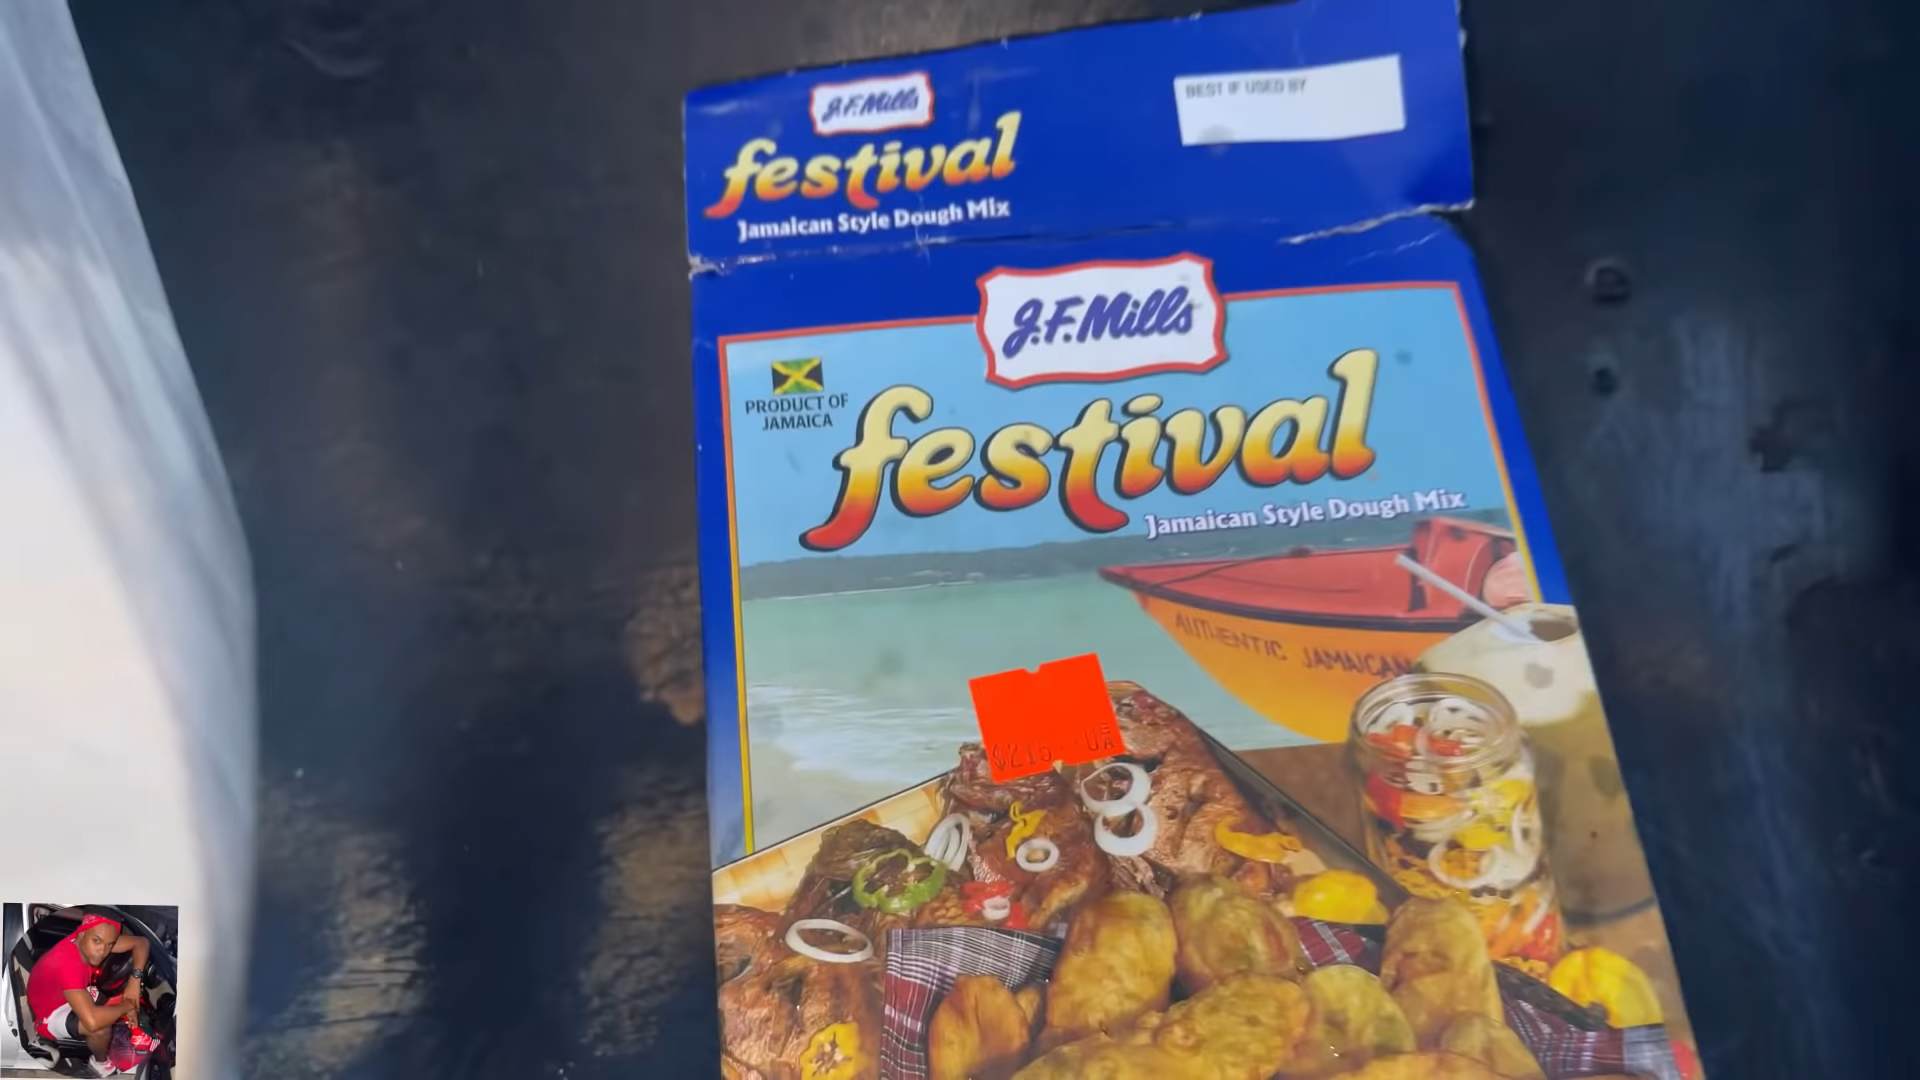 J.F. Mills
festival
Jamaican Style Dough Mix
BEST IF USED BY
J.F. Mills
PRODUCT OF
JAMAICA
festival
Jamaican Style Dough Mix
AUTHENTIC JAMAICAN